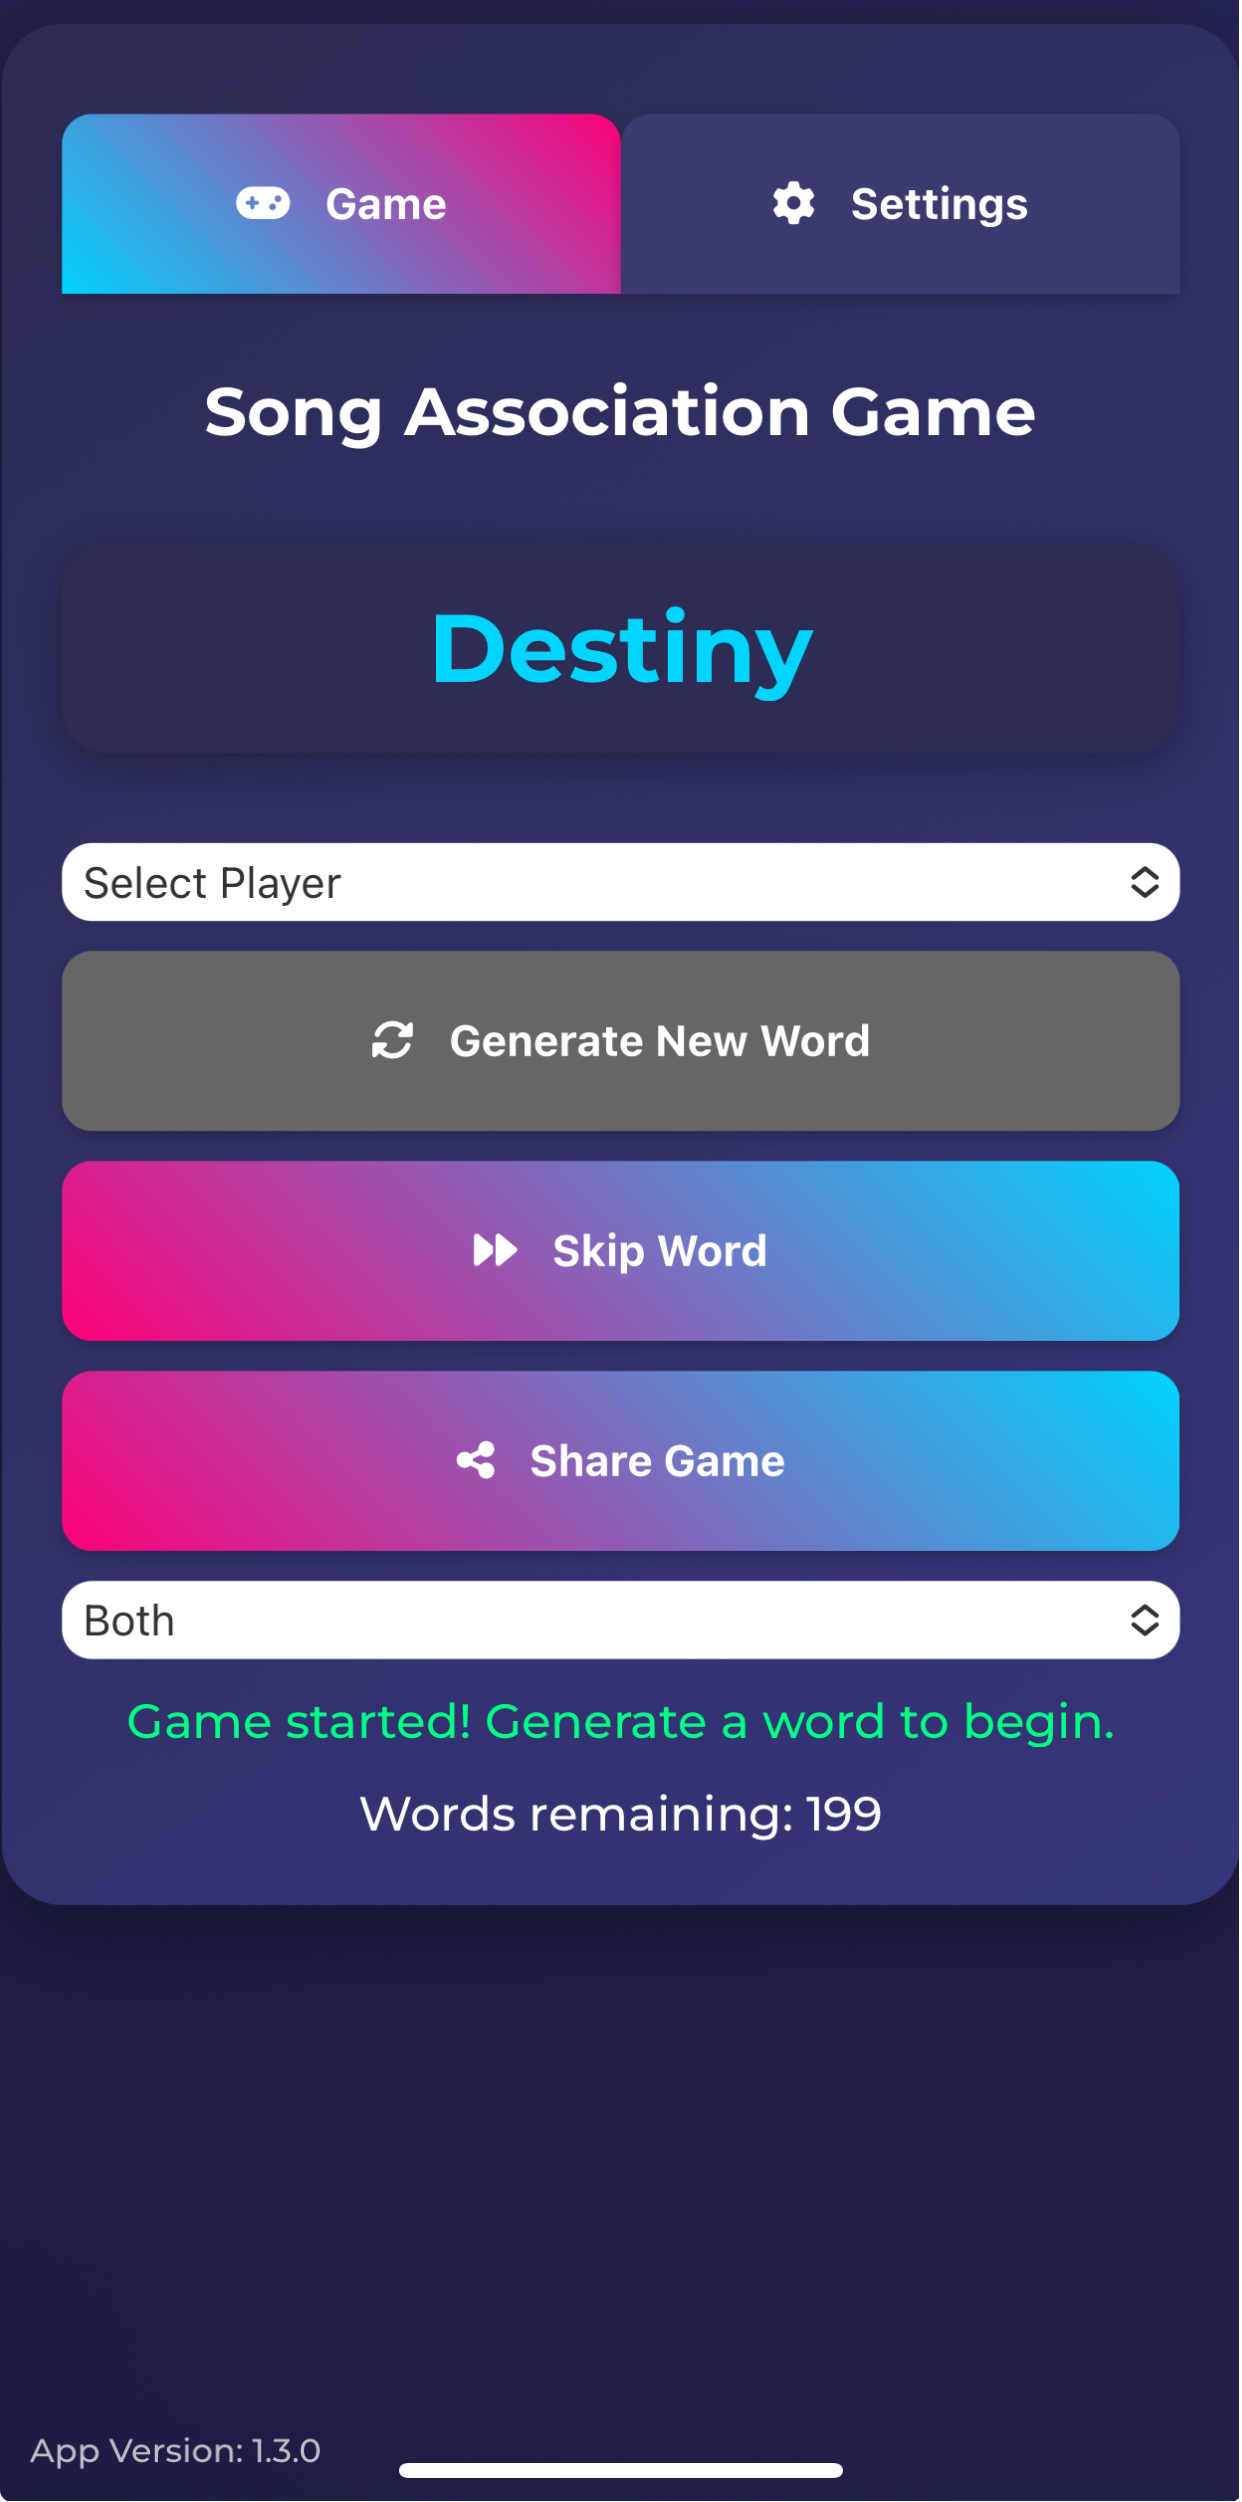 Game
Settings
Song Association Game
Destiny
Select Player
Generate New Word
Skip Word
Share Game
Both
Game started! Generate a word to begin.
Words remaining: 199
App Version: 1.3.0